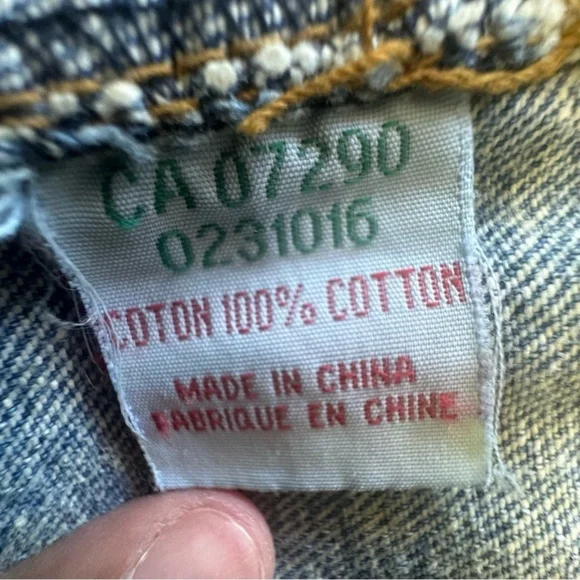 CA 07290
0231016
COTON 100% COTTON
MADE IN CHINA
FABRIQUE EN CHINE